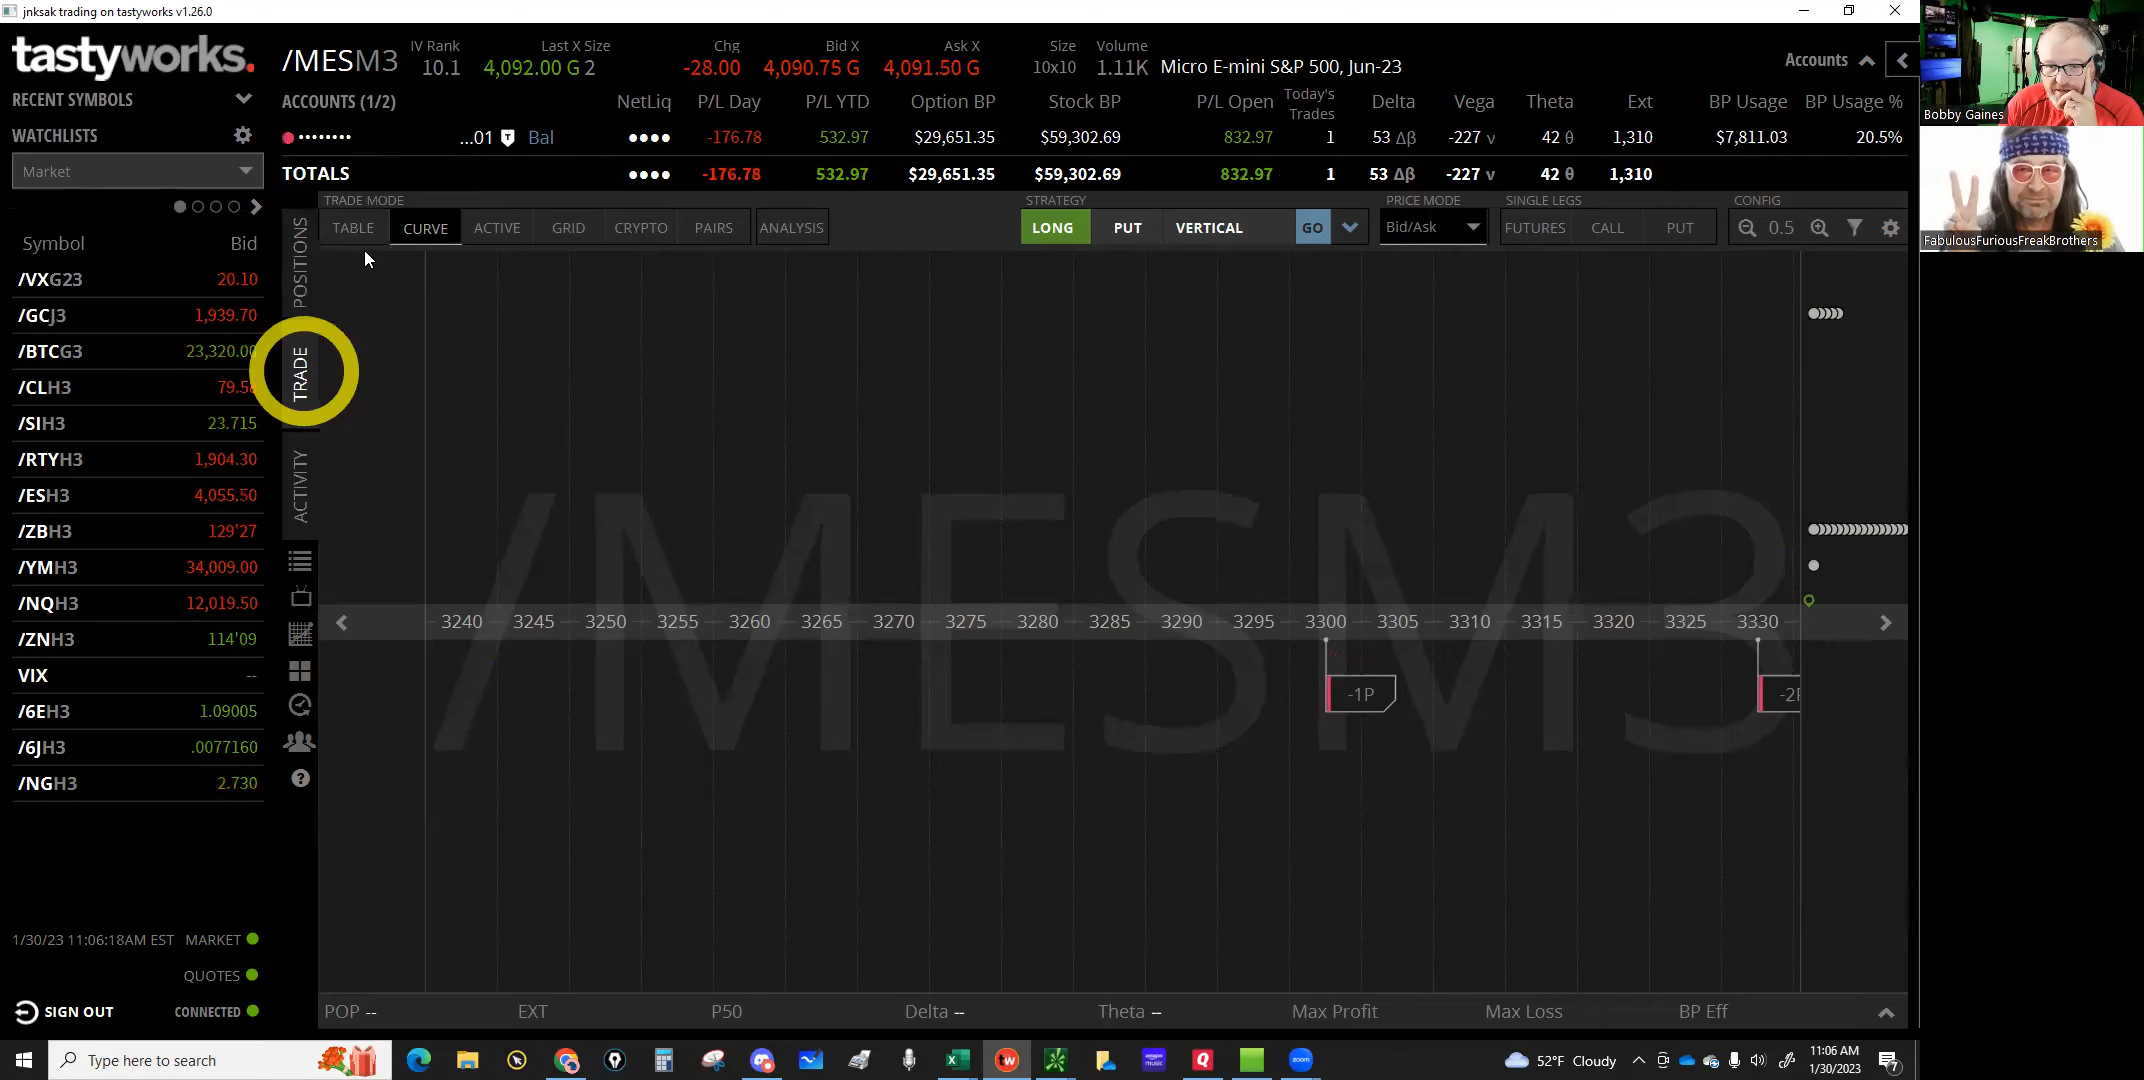 jnksak trading on tastyworks v1.26.0
tastyworks.
/MESM3
IV Rank
10.1
Last X Size
4,092.00 G 2
Chg
-28.00
Bid X
4,090.75 G
Ask X
4,091.50 G
Size
10x10
Volume
1.11K
Micro E-mini S&P 500, Jun-23
Accounts
RECENT SYMBOLS
ACCOUNTS (1/2) NetLiq P/L Day P/L YTD Option BP Stock BP P/L Open Today's Trades Delta Vega Theta Ext BP Usage BP Usage %
...01 Bal -176.78 532.97 $29,651.35 $59,302.69 832.97 1 53 Δβ -227 ν 42 θ 1,310 $7,811.03 20.5%
TOTALS -176.78 532.97 $29,651.35 $59,302.69 832.97 1 53 Δβ -227 ν 42 θ 1,310
WATCHLISTS
Market
Symbol Bid
/VXG23 20.10
/GCJ3 1,939.70
/BTCG3 23,320.00
/CLH3
/SIH3 23.715
/RTYH3 1,904.30
/ESH3 4,055.50
/ZBH3 129'27
/YMH3 34,009.00
/NQH3 12,019.50
/ZNH3 114'09
VIX --
/6EH3 1.09005
/6JH3 .0077160
/NGH3 2.730
1/30/23 11:06:18AM EST MARKET
QUOTES
SIGN OUT CONNECTED
POSITIONS
TRADE
ACTIVITY
TRADE MODE
TABLE CURVE ACTIVE GRID CRYPTO PAIRS ANALYSIS
STRATEGY
LONG PUT VERTICAL GO
PRICE MODE
Bid/Ask
SINGLE LEGS
FUTURES CALL PUT
CONFIG
0.5
/MESM3
3240 3245 3250 3255 3260 3265 3270 3275 3280 3285 3290 3295 3300 3305 3310 3315 3320 3325 3330
-1P -2P
POP -- EXT P50 Delta -- Theta -- Max Profit Max Loss BP Eff
Bobby Gaines
FabulousFuriousFreakBrothers
Type here to search
52°F Cloudy
11:06 AM
1/30/2023
7